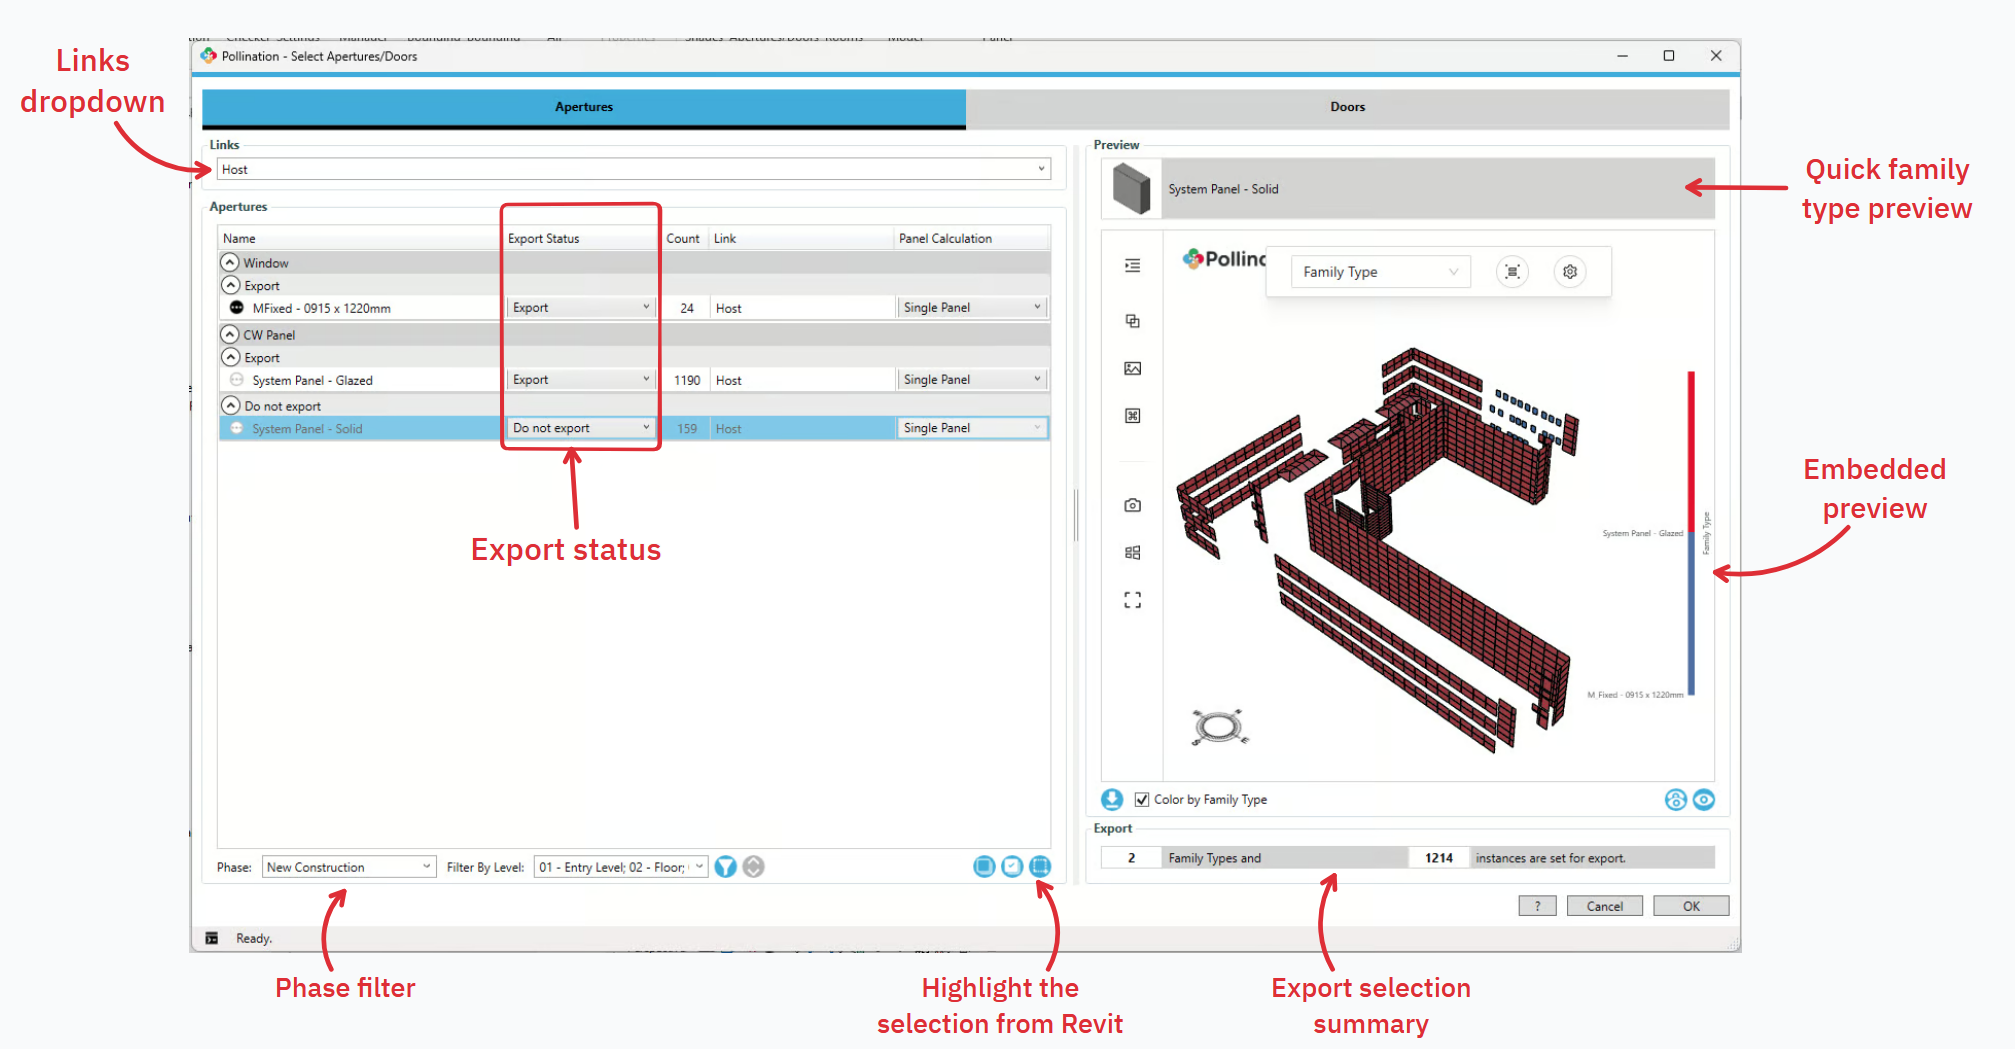 Links
dropdown
Pollination - Select Apertures/Doors
Apertures
Doors
Links
Host
Apertures
Name Export Status Count Link Panel Calculation
Window
Export
MFixed - 0915 x 1220mm Export 24 Host Single Panel
CW Panel
Export
System Panel - Glazed Export 1190 Host Single Panel
Do not export
System Panel - Solid Do not export 159 Host Single Panel
Export status
Phase: New Construction Filter By Level: 01 - Entry Level; 02 - Floor;
Ready.
Preview
System Panel - Solid
Pollinc
Family Type
System Panel - Glazed
Family Type
M_Fixed - 0915 x 1220mm
Color by Family Type
Export
2 Family Types and 1214 instances are set for export.
? Cancel OK
Quick family
type preview
Embedded
preview
Phase filter
Highlight the
selection from Revit
Export selection
summary